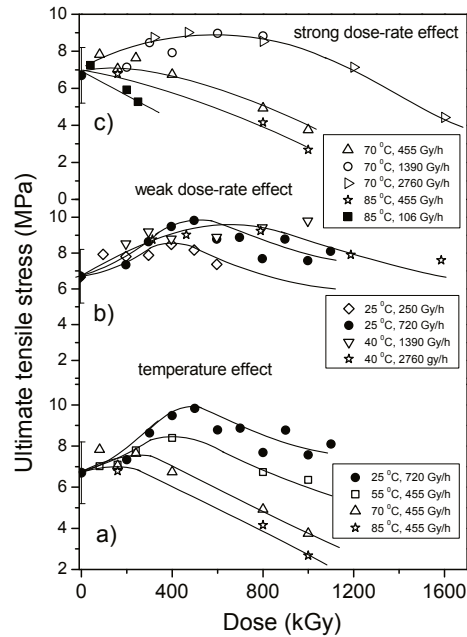 Ultimate tensile stress (MPa)
10
8
6
4
2
0
strong dose-rate effect
c)
70 °C, 455 Gy/h
70 °C, 1390 Gy/h
70 °C, 2760 Gy/h
85 °C, 455 Gy/h
85 °C, 106 Gy/h
weak dose-rate effect
10
8
6
4
2
b)
25 °C, 250 Gy/h
25 °C, 720 Gy/h
40 °C, 1390 Gy/h
40 °C, 2760 gy/h
temperature effect
10
8
6
4
2
a)
25 °C, 720 Gy/h
55 °C, 455 Gy/h
70 °C, 455 Gy/h
85 °C, 455 Gy/h
0 400 800 1200 1600
Dose (kGy)